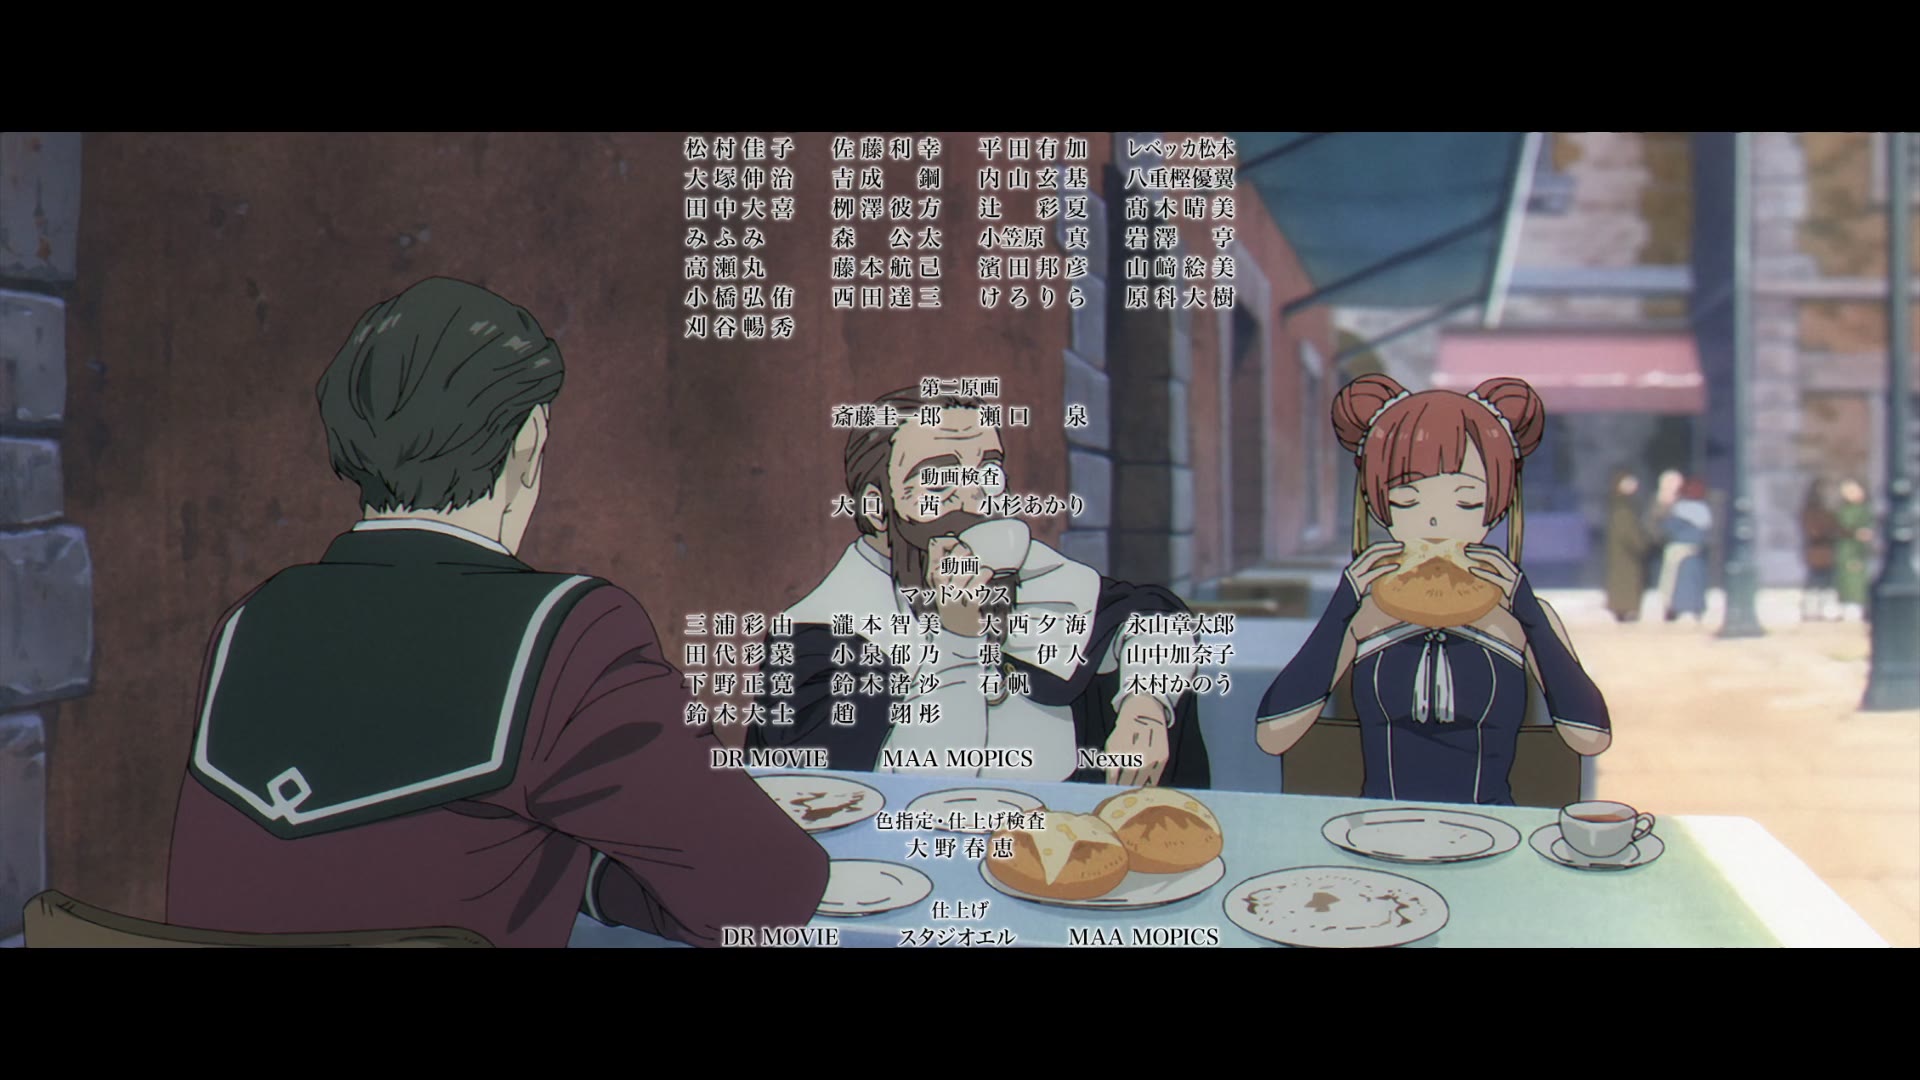 松村佳子 佐藤利幸 平田有加 レベッカ松本
大塚伸治 吉成 鋼 内山玄基 八重樫優翼
田中大喜 栁澤彼方 辻 彩夏 髙木晴美
みふみ 森 公太 小笠原 真 岩澤 亨
高瀬丸 藤本航己 濱田邦彦 山﨑絵美
小橋弘侑 西田達三 けろりら 原科大樹
刈谷暢秀
第二原画
斎藤圭一郎 瀬口 泉
動画検査
大口 茜 小杉あかり
動画
マッドハウス
三浦彩由 瀧本智美 大西夕海 永山章太郎
田代彩菜 小泉郁乃 張 伊人 山中加奈子
下野正寛 鈴木渚沙 石帆 木村かのう
鈴木大士 趙 翊彤
DR MOVIE MAA MOPICS Nexus
色指定・仕上げ検査
大野春恵
仕上げ
DR MOVIE スタジオエル MAA MOPICS